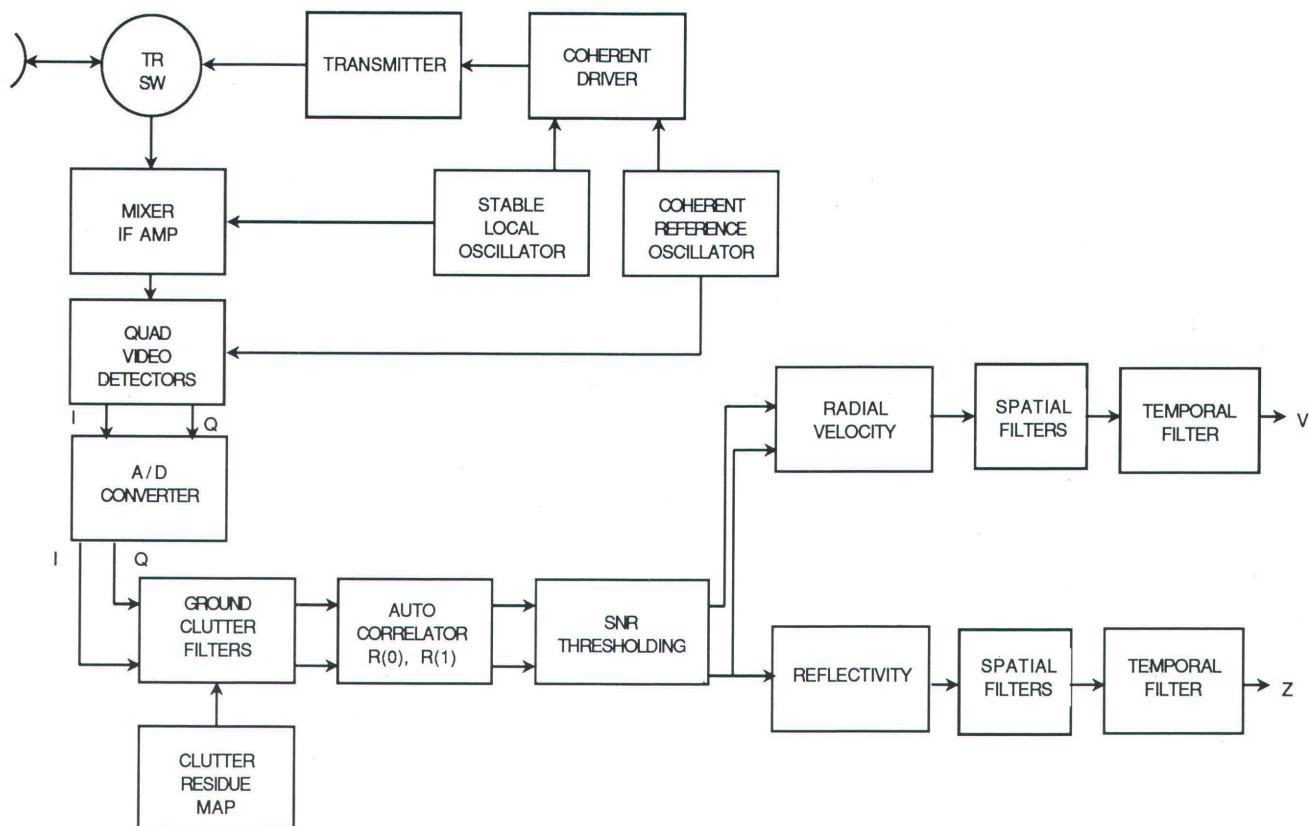 TR
SW
TRANSMITTER
COHERENT
DRIVER
MIXER
IF AMP
STABLE
LOCAL
OSCILLATOR
COHERENT
REFERENCE
OSCILLATOR
QUAD
VIDEO
DETECTORS
I
Q
A/D
CONVERTER
I
Q
GROUND
CLUTTER
FILTERS
AUTO
CORRELATOR
R(0), R(1)
SNR
THRESHOLDING
CLUTTER
RESIDUE
MAP
RADIAL
VELOCITY
SPATIAL
FILTERS
TEMPORAL
FILTER
V
REFLECTIVITY
SPATIAL
FILTERS
TEMPORAL
FILTER
Z